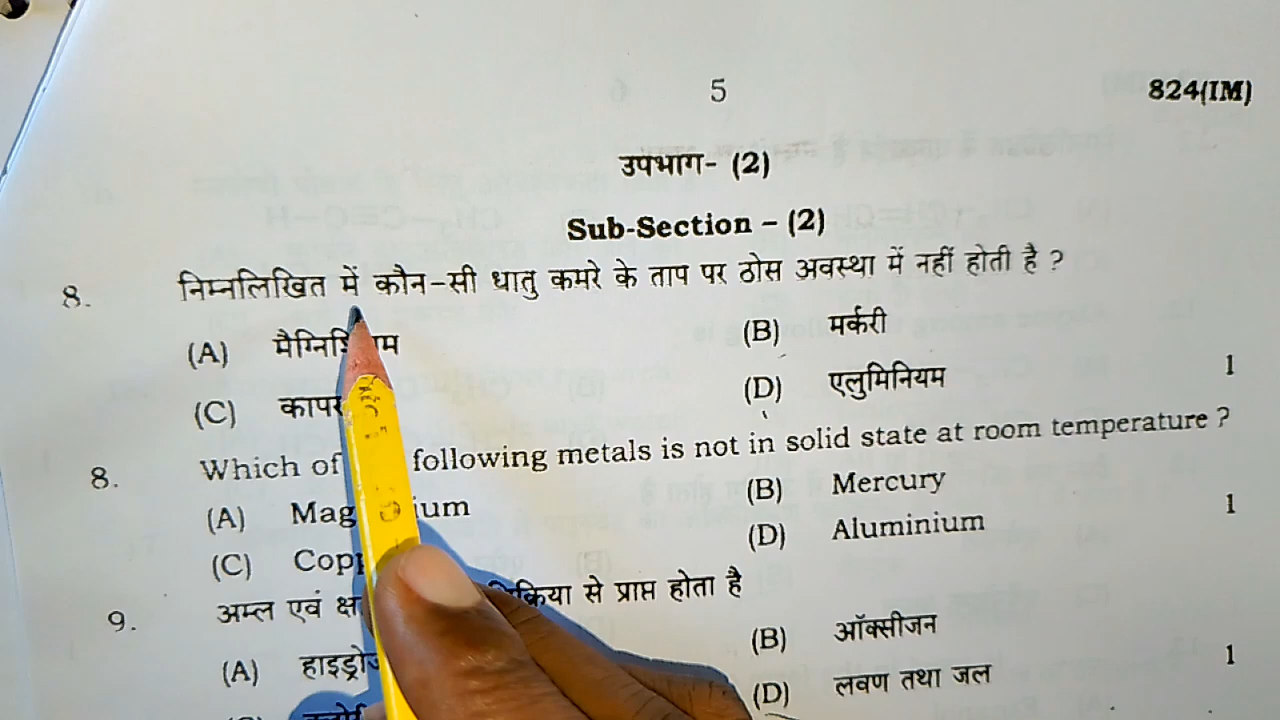 5
824(IM)
उपभाग- (2)
Sub-Section – (2)
8. निम्नलिखित में कौन-सी धातु कमरे के ताप पर ठोस अवस्था में नहीं होती है ?
(A) (B) मर्करी
(C) (D) एलुमिनियम 1
8. Which of following metals is not in solid state at room temperature ?
(A) (B) Mercury
(C) (D) Aluminium 1
9. अम्ल एवं से प्राप्त होता है
(A) (B) ऑक्सीजन
(D) लवण तथा जल 1